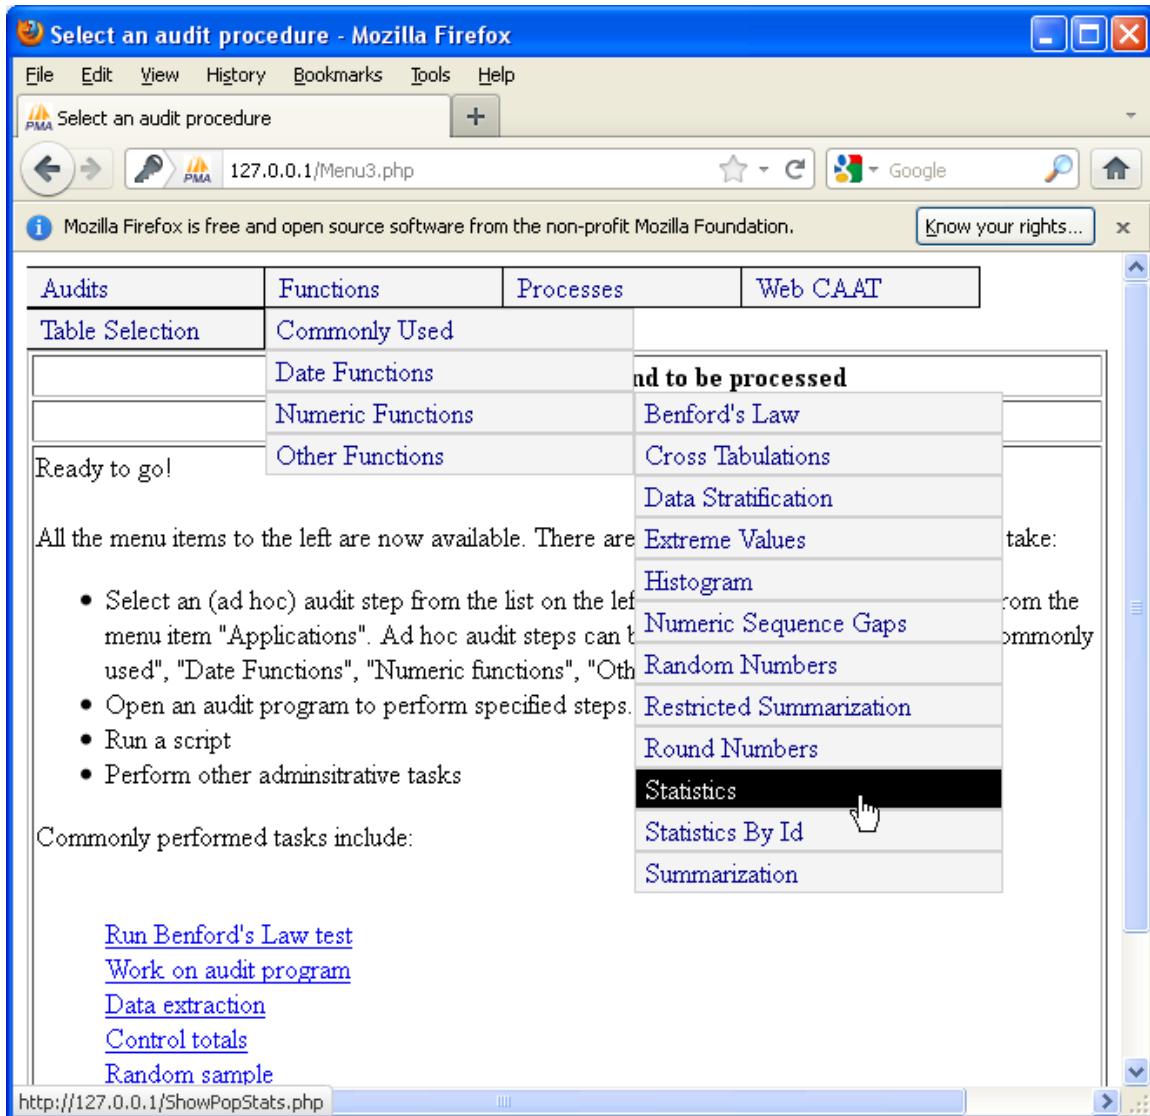 Select an audit procedure - Mozilla Firefox
File Edit View History Bookmarks Tools Help
PMA Select an audit procedure +
PMA 127.0.0.1/Menu3.php Google
Mozilla Firefox is free and open source software from the non-profit Mozilla Foundation. Know your rights... x
Audits Functions Processes Web CAAT
Table Selection Commonly Used
Date Functions nd to be processed
Numeric Functions Benford's Law
Other Functions Cross Tabulations
Ready to go!
Data Stratification
All the menu items to the left are now available. There are Extreme Values take:
Histogram
• Select an (ad hoc) audit step from the list on the lef rom the
menu item "Applications". Ad hoc audit steps can b Numeric Sequence Gaps ommonly
used", "Date Functions", "Numeric functions", "Oth Random Numbers
• Open an audit program to perform specified steps. Restricted Summarization
• Run a script Round Numbers
• Perform other adminsitrative tasks Statistics
Commonly performed tasks include: Statistics By Id
Summarization
Run Benford's Law test
Work on audit program
Data extraction
Control totals
Random sample
http://127.0.0.1/ShowPopStats.php